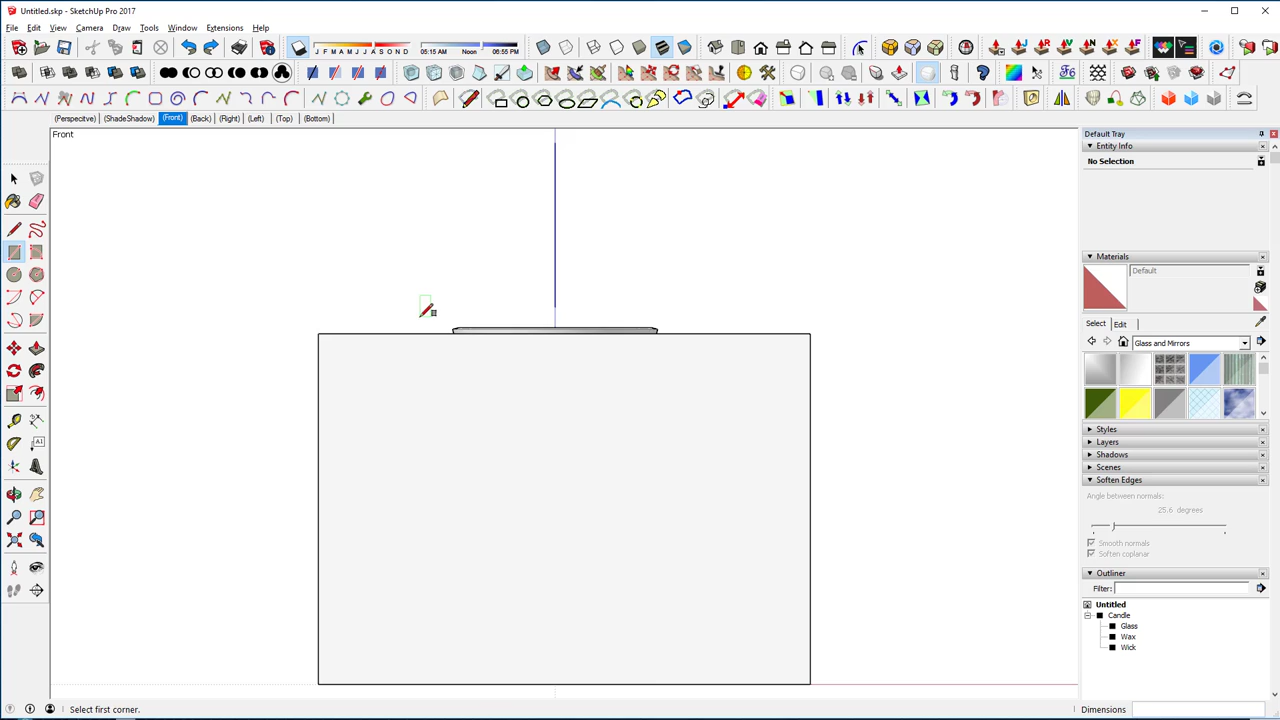 Untitled.skp - SketchUp Pro 2017
File Edit View Camera Draw Tools Window Extensions Help
J F M A M J J A S O N D
05:15 AM Noon 06:55 PM
(Perspecitve) (ShadeShadow) (Front) (Back) (Right) (Left) (Top) (Bottom)
Front
Default Tray
Entity Info
No Selection
Materials
Default
Select Edit
Glass and Mirrors
Styles
Layers
Shadows
Scenes
Soften Edges
Angle between normals:
25.6 degrees
Smooth normals
Soften coplanar
Outliner
Filter:
Untitled
Candle
Glass
Wax
Wick
Select first corner.
Dimensions